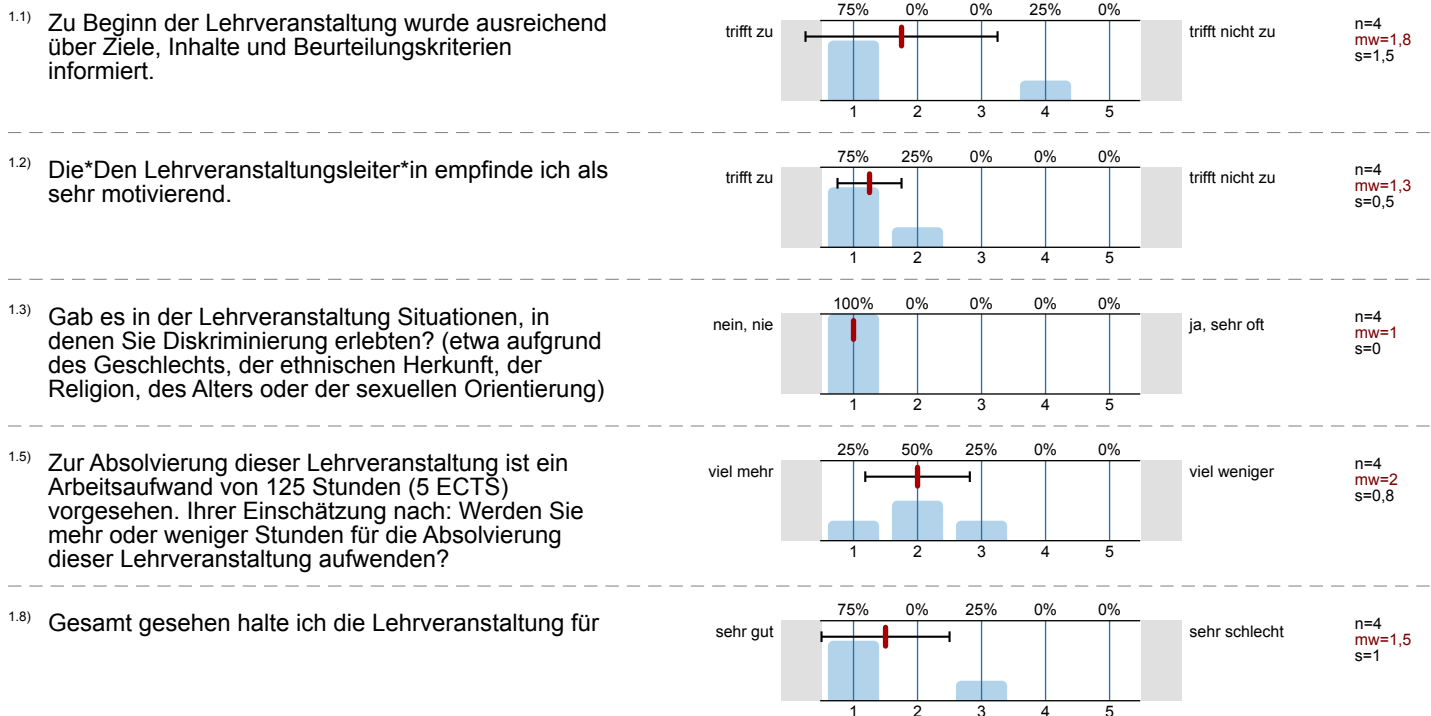 1.1) Zu Beginn der Lehrveranstaltung wurde ausreichend
über Ziele, Inhalte und Beurteilungskriterien
informiert.
75% 0% 0% 25% 0%
trifft zu
trifft nicht zu
1 2 3 4 5
n=4
mw=1,8
s=1,5
1.2) Die*Den Lehrveranstaltungsleiter*in empfinde ich als
sehr motivierend.
75% 25% 0% 0% 0%
trifft zu
trifft nicht zu
1 2 3 4 5
n=4
mw=1,3
s=0,5
1.3) Gab es in der Lehrveranstaltung Situationen, in
denen Sie Diskriminierung erlebten? (etwa aufgrund
des Geschlechts, der ethnischen Herkunft, der
Religion, des Alters oder der sexuellen Orientierung)
100% 0% 0% 0% 0%
nein, nie
ja, sehr oft
1 2 3 4 5
n=4
mw=1
s=0
1.5) Zur Absolvierung dieser Lehrveranstaltung ist ein
Arbeitsaufwand von 125 Stunden (5 ECTS)
vorgesehen. Ihrer Einschätzung nach: Werden Sie
mehr oder weniger Stunden für die Absolvierung
dieser Lehrveranstaltung aufwenden?
25% 50% 25% 0% 0%
viel mehr
viel weniger
1 2 3 4 5
n=4
mw=2
s=0,8
1.8) Gesamt gesehen halte ich die Lehrveranstaltung für
75% 0% 25% 0% 0%
sehr gut
sehr schlecht
1 2 3 4 5
n=4
mw=1,5
s=1